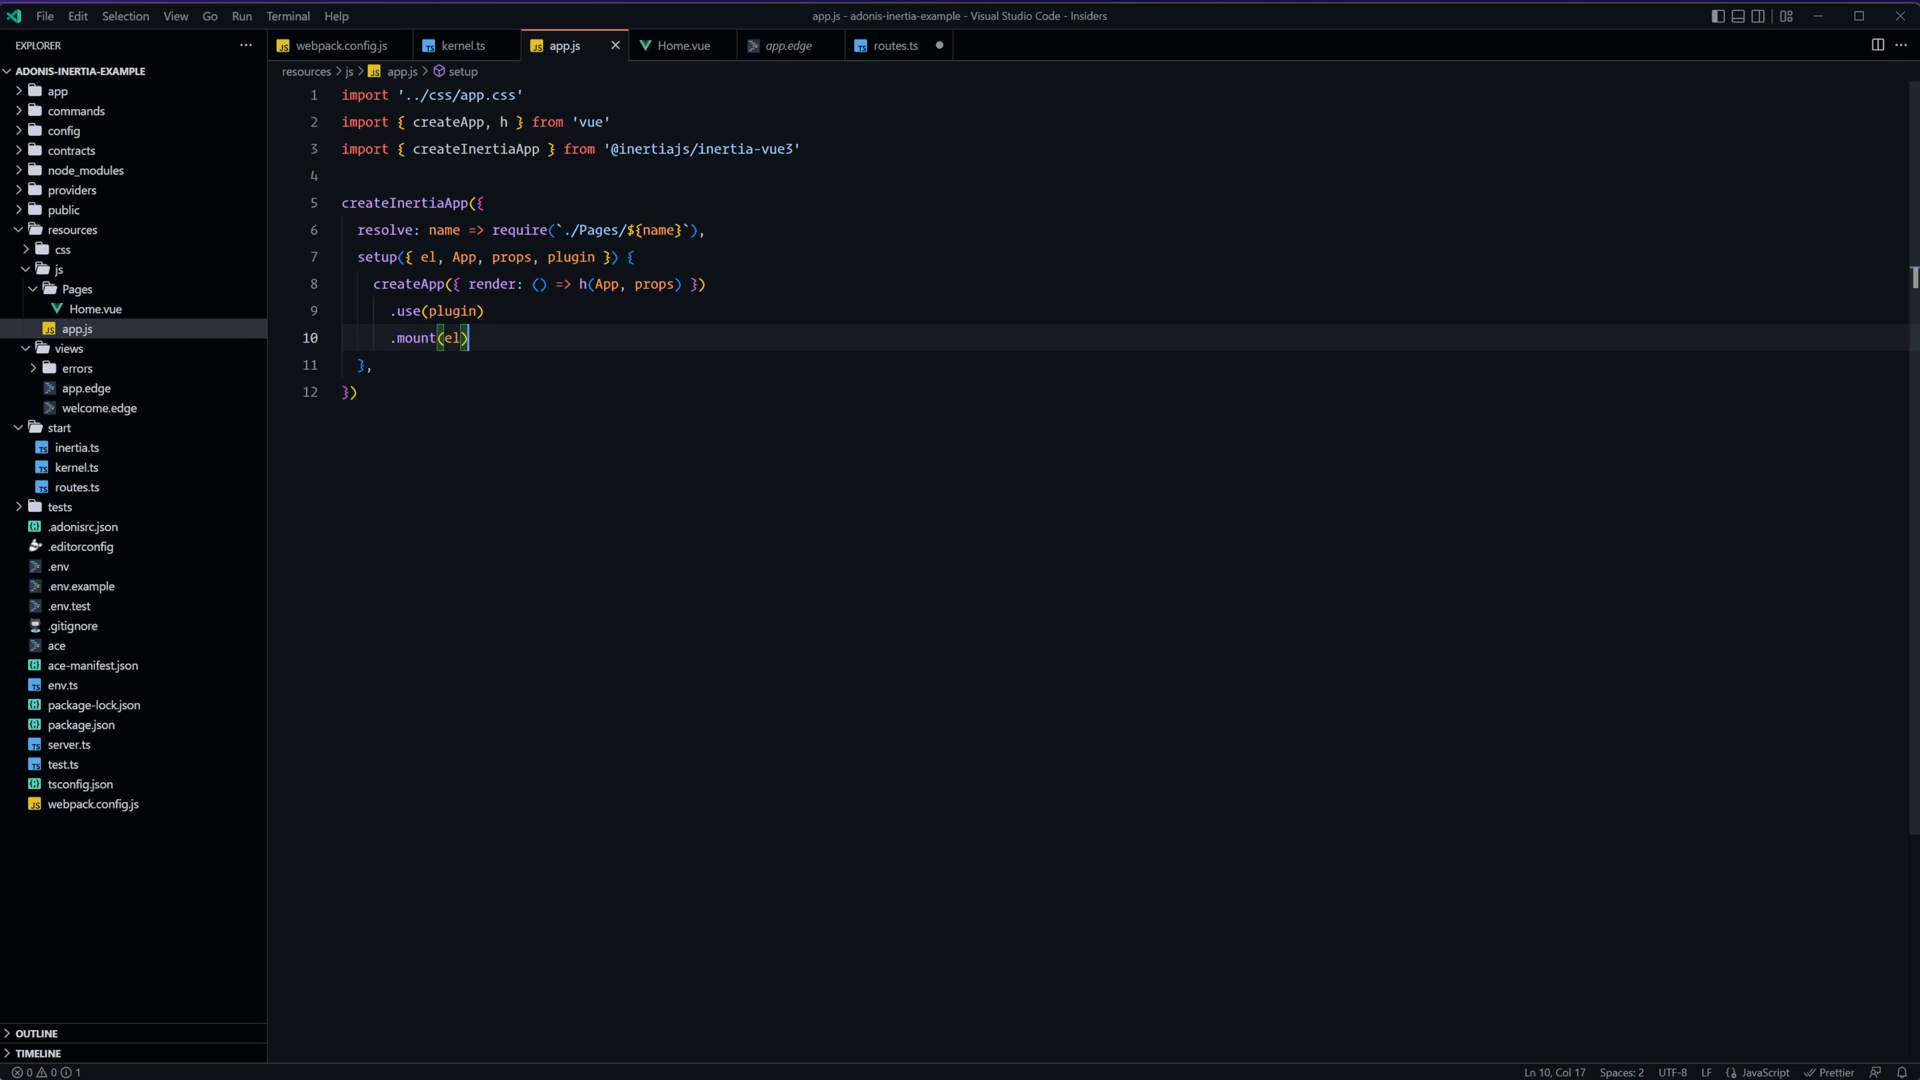 File Edit Selection View Go Run Terminal Help
app.js - adonis-inertia-example - Visual Studio Code - Insiders
EXPLORER
webpack.config.js kernel.ts app.js Home.vue app.edge routes.ts
ADONIS-INERTIA-EXAMPLE
resources > js > JS app.js > setup
app
commands
config
contracts
node_modules
providers
public
resources
css
js
Pages
Home.vue
app.js
views
errors
app.edge
welcome.edge
start
inertia.ts
kernel.ts
routes.ts
tests
.adonisrc.json
.editorconfig
.env
.env.example
.env.test
.gitignore
ace
ace-manifest.json
env.ts
package-lock.json
package.json
server.ts
test.ts
tsconfig.json
webpack.config.js
OUTLINE
TIMELINE
1 import '../css/app.css'
2 import { createApp, h } from 'vue'
3 import { createInertiaApp } from '@inertiajs/inertia-vue3'
4
5 createInertiaApp({
6 resolve: name => require(`./Pages/${name}`),
7 setup({ el, App, props, plugin }) {
8 createApp({ render: () => h(App, props) })
9 .use(plugin)
10 .mount(el)
11 },
12 })
0 0 1
Ln 10, Col 17 Spaces: 2 UTF-8 LF JavaScript Prettier